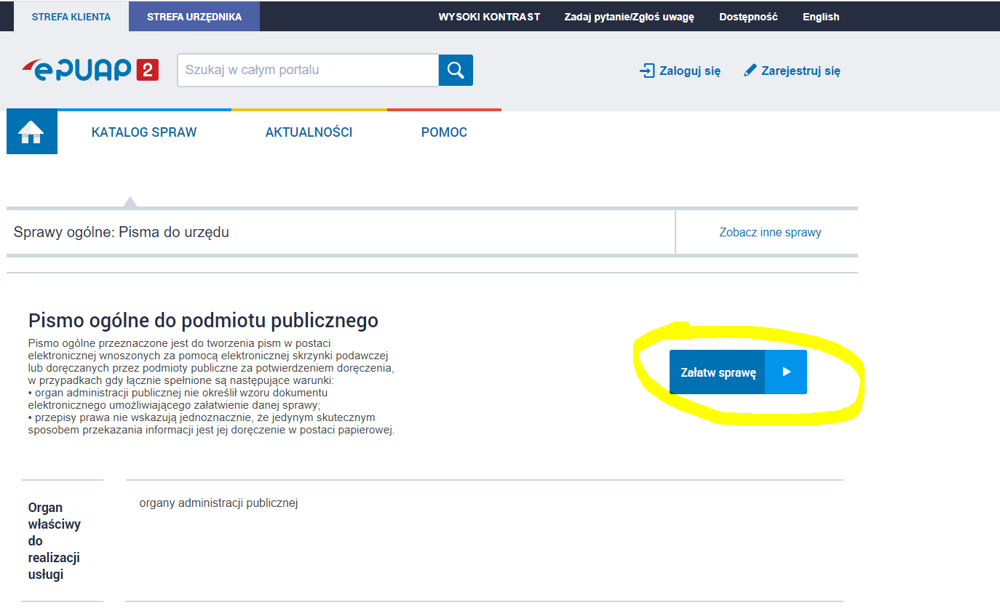 STREFA KLIENTA STREFA URZĘDNIKA WYSOKI KONTRAST Zadaj pytanie/Zgłoś uwagę Dostępność English
epuap 2 Szukaj w całym portalu Zaloguj się Zarejestruj się
KATALOG SPRAW AKTUALNOŚCI POMOC
Sprawy ogólne: Pisma do urzędu Zobacz inne sprawy
Pismo ogólne do podmiotu publicznego
Pismo ogólne przeznaczone jest do tworzenia pism w postaci
elektronicznej wnoszonych za pomocą elektronicznej skrzynki podawczej
lub doręczanych przez podmioty publiczne za potwierdzeniem doręczenia,
w przypadkach gdy łącznie spełnione są następujące warunki:
• organ administracji publicznej nie określił wzoru dokumentu
elektronicznego umożliwiającego załatwienie danej sprawy;
• przepisy prawa nie wskazują jednoznacznie, że jedynym skutecznym
sposobem przekazania informacji jest jej doręczenie w postaci papierowej.
Załatw sprawę
Organ
właściwy
do
realizacji
usługi
organy administracji publicznej